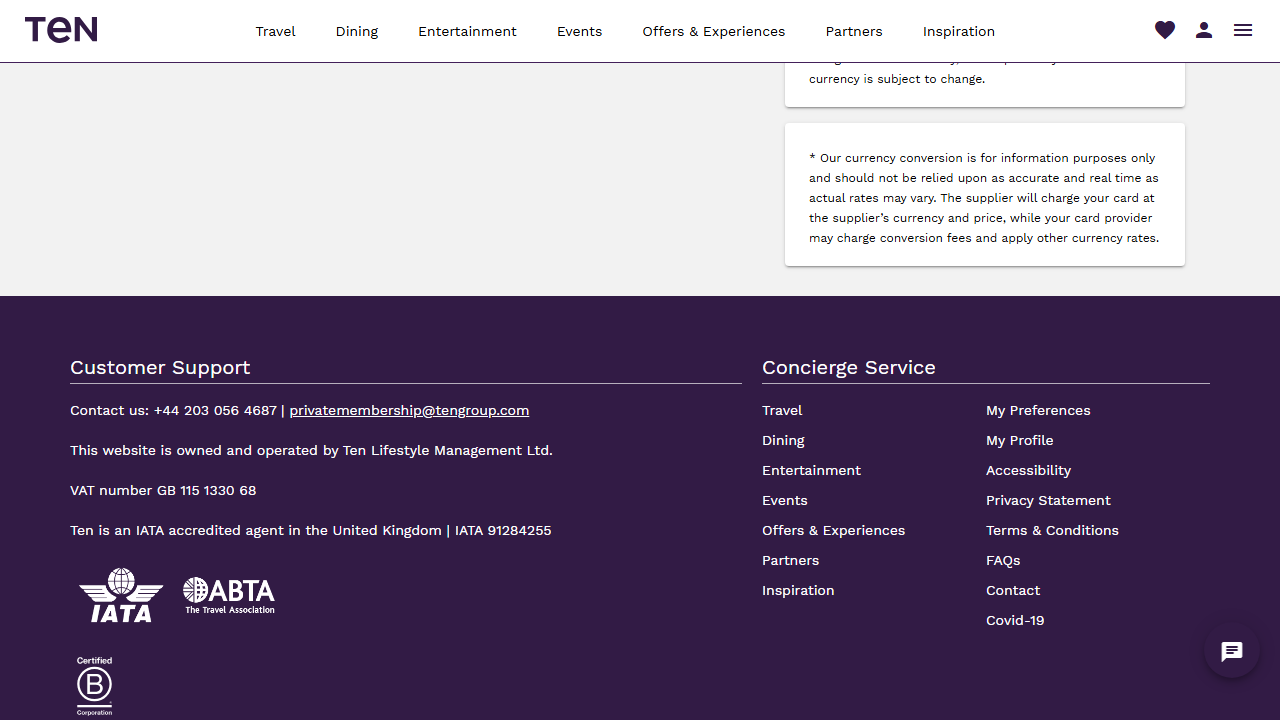 TEN
Travel
Dining
Entertainment
Events
Offers & Experiences
Partners
Inspiration
currency is subject to change.
* Our currency conversion is for information purposes only
and should not be relied upon as accurate and real time as
actual rates may vary. The supplier will charge your card at
the supplier’s currency and price, while your card provider
may charge conversion fees and apply other currency rates.
Customer Support
Contact us: +44 203 056 4687 | privatemembership@tengroup.com
This website is owned and operated by Ten Lifestyle Management Ltd.
VAT number GB 115 1330 68
Ten is an IATA accredited agent in the United Kingdom | IATA 91284255
IATA
ABTA
The Travel Association
Certified
B
Corporation
Concierge Service
Travel
Dining
Entertainment
Events
Offers & Experiences
Partners
Inspiration
My Preferences
My Profile
Accessibility
Privacy Statement
Terms & Conditions
FAQs
Contact
Covid-19